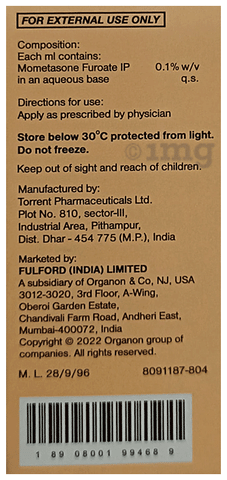 FOR EXTERNAL USE ONLY
Composition:
Each ml contains:
Mometasone Furoate IP 0.1% w/v
in an aqueous base q.s.
Directions for use:
Apply as prescribed by physician
Store below 30°C protected from light.
Do not freeze.
1mg
Keep out of sight and reach of children.
Manufactured by:
Torrent Pharmaceuticals Ltd.
Plot No. 810, sector-III,
Industrial Area, Pithampur,
Dist. Dhar - 454 775 (M.P.), India
Marketed by:
FULFORD (INDIA) LIMITED
A subsidiary of Organon & Co, NJ, USA
3012-3020, 3rd Floor, A-Wing,
Oberoi Garden Estate,
Chandivali Farm Road, Andheri East,
Mumbai-400072, India
Copyright © 2022 Organon group of
companies. All rights reserved.
M. L. 28/9/96 8091187-804
1 89 08001 99468 9